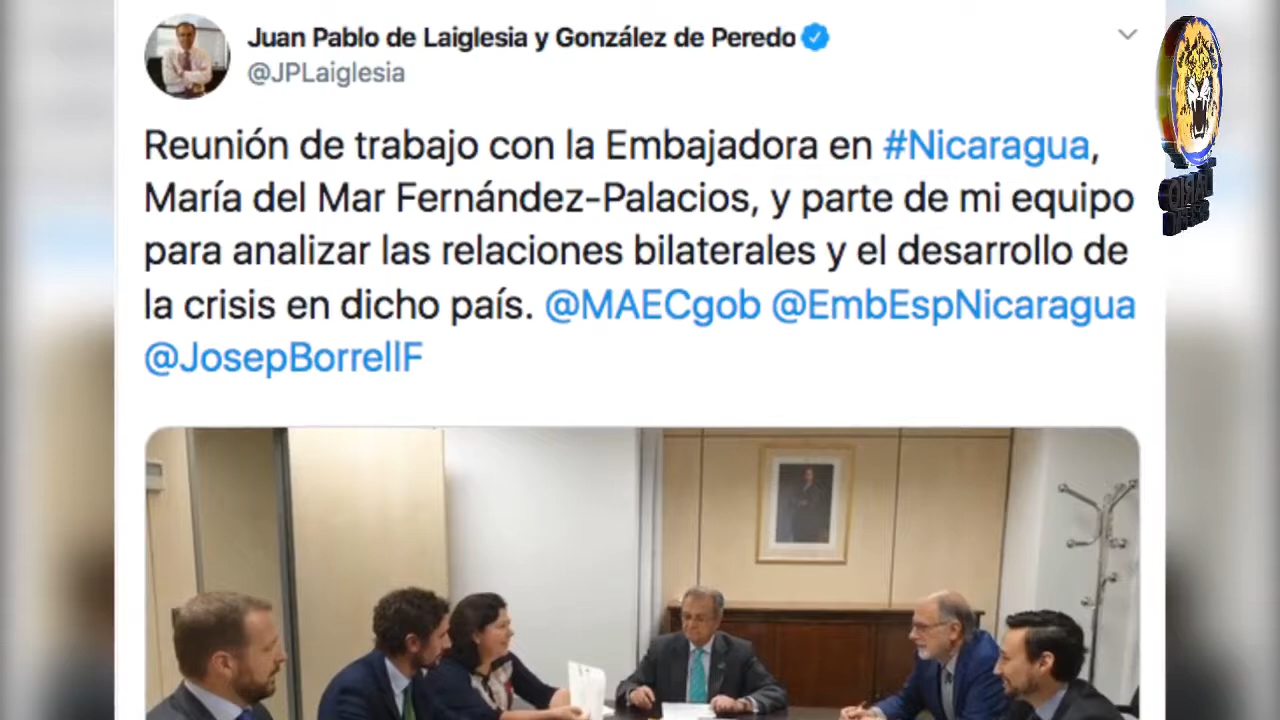 Juan Pablo de Laiglesia y González de Peredo
@JPLaiglesia
Reunión de trabajo con la Embajadora en #Nicaragua,
María del Mar Fernández-Palacios, y parte de mi equipo
para analizar las relaciones bilaterales y el desarrollo de
la crisis en dicho país. @MAECgob @EmbEspNicaragua
@JosepBorrellF